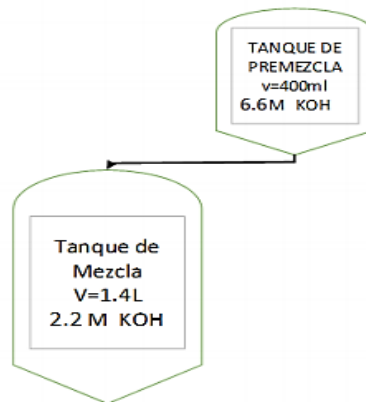 TANQUE DE
PREMEZCLA
v=400ml
6.6M KOH
Tanque de
Mezcla
V=1.4L
2.2 M KOH